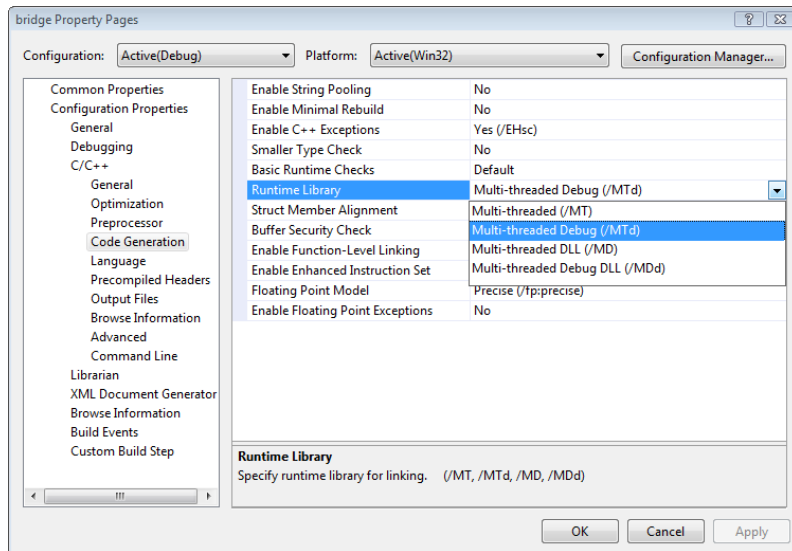 bridge Property Pages
Configuration: Active(Debug) Platform: Active(Win32) Configuration Manager...
Common Properties
Configuration Properties
General
Debugging
C/C++
General
Optimization
Preprocessor
Code Generation
Language
Precompiled Headers
Output Files
Browse Information
Advanced
Command Line
Librarian
XML Document Generator
Browse Information
Build Events
Custom Build Step
Enable String Pooling No
Enable Minimal Rebuild No
Enable C++ Exceptions Yes (/EHsc)
Smaller Type Check No
Basic Runtime Checks Default
Runtime Library Multi-threaded Debug (/MTd)
Struct Member Alignment Multi-threaded (/MT)
Buffer Security Check Multi-threaded Debug (/MTd)
Enable Function-Level Linking Multi-threaded DLL (/MD)
Enable Enhanced Instruction Set Multi-threaded Debug DLL (/MDd)
Floating Point Model Precise (/fp:precise)
Enable Floating Point Exceptions No
Runtime Library
Specify runtime library for linking. (/MT, /MTd, /MD, /MDd)
OK Cancel Apply